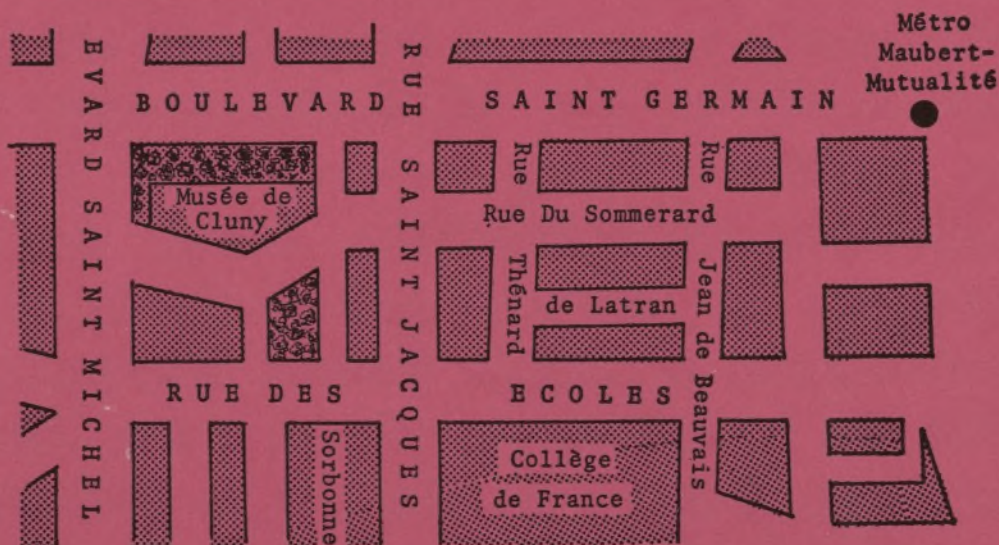 Métro
Maubert-
Mutualité
EVARD SAINT MICHEL
BOULEVARD SAINT GERMAIN
RUE SAINT JACQUES
Musée de
Cluny
Rue Thénard
Rue Jean de Beauvais
Rue Du Sommerard
de Latran
RUE DES ECOLES
Sorbonne
Collège
de France